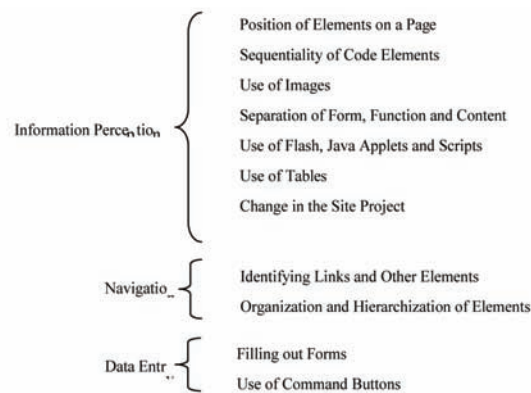 Position of Elements on a Page
Sequentiality of Code Elements
Use of Images
Separation of Form, Function and Content
Information Perception
Use of Flash, Java Applets and Scripts
Use of Tables
Change in the Site Project
Identifying Links and Other Elements
Navigatio
Organization and Hierarchization of Elements
Filling out Forms
Data Entr
Use of Command Buttons